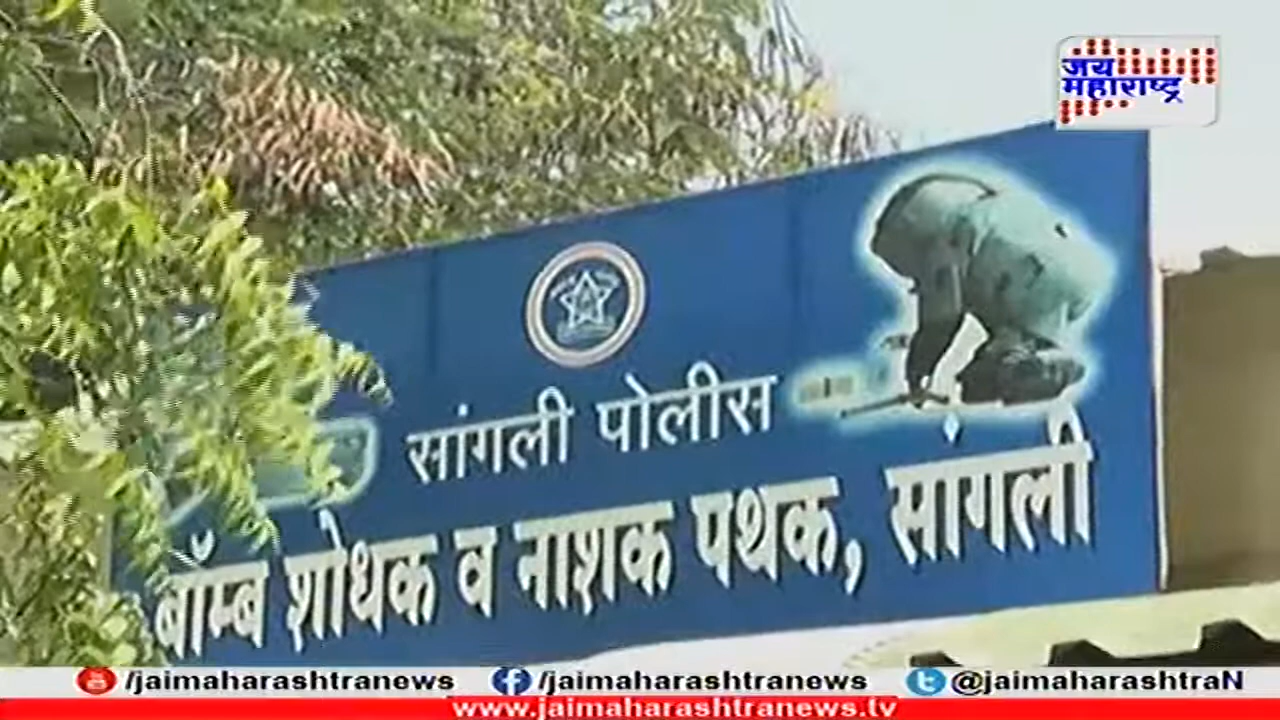 जय
महाराष्ट्र
सांगली पोलीस
बॉम्ब शोधक व नाशक पथक, सांगली
/jaimaharashtranews /jaimaharashtranews @jaimaharashtraN
www.jaimaharashtranews.tv